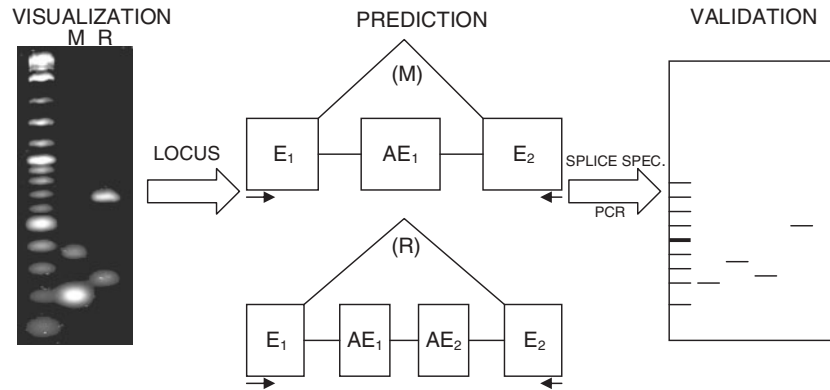 VISUALIZATION
M R
PREDICTION
VALIDATION
(M)
E₁ AE₁ E₂
LOCUS
SPLICE SPEC.
PCR
(R)
E₁ AE₁ AE₂ E₂